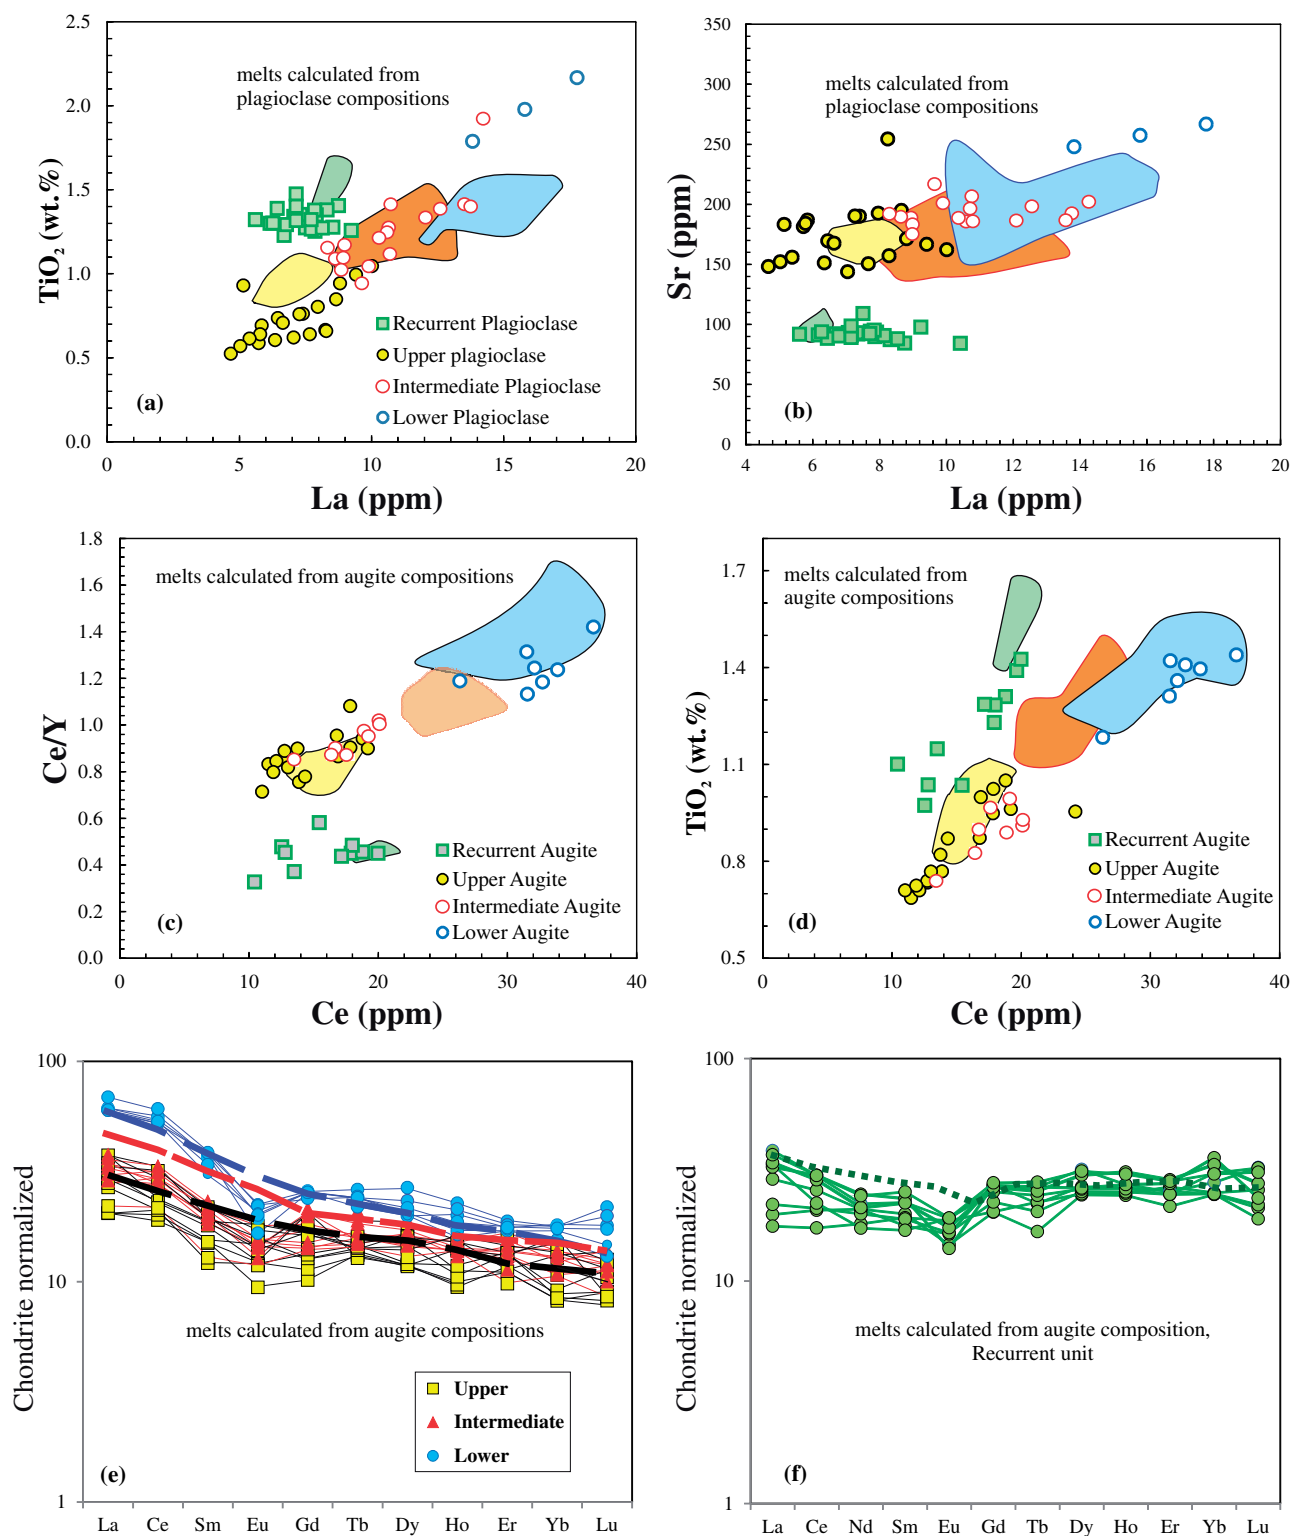 2.5
2.0
1.5
1.0
0.5
0.0
TiO₂ (wt.%)
melts calculated from
plagioclase compositions
Recurrent Plagioclase
Upper plagioclase
Intermediate Plagioclase
Lower Plagioclase
(a)
0 5 10 15 20
La (ppm)
350
300
250
200
150
100
50
0
Sr (ppm)
melts calculated from
plagioclase compositions
(b)
4 6 8 10 12 14 16 18 20
La (ppm)
1.8
1.6
1.4
1.2
1.0
0.8
0.6
0.4
0.2
0.0
Ce/Y
melts calculated from augite compositions
Recurrent Augite
Upper Augite
Intermediate Augite
Lower Augite
(c)
0 10 20 30 40
Ce (ppm)
1.7
1.4
1.1
0.8
0.5
TiO₂ (wt.%)
melts calculated from
augite compositions
Recurrent Augite
Upper Augite
Intermediate Augite
Lower Augite
(d)
0 10 20 30 40
Ce (ppm)
100
10
1
Chondrite normalized
melts calculated from augite compositions
Upper
Intermediate
Lower
(e)
La Ce Sm Eu Gd Tb Dy Ho Er Yb Lu
100
10
1
Chondrite normalized
melts calculated from augite composition,
Recurrent unit
(f)
La Ce Nd Sm Eu Gd Tb Dy Ho Er Yb Lu